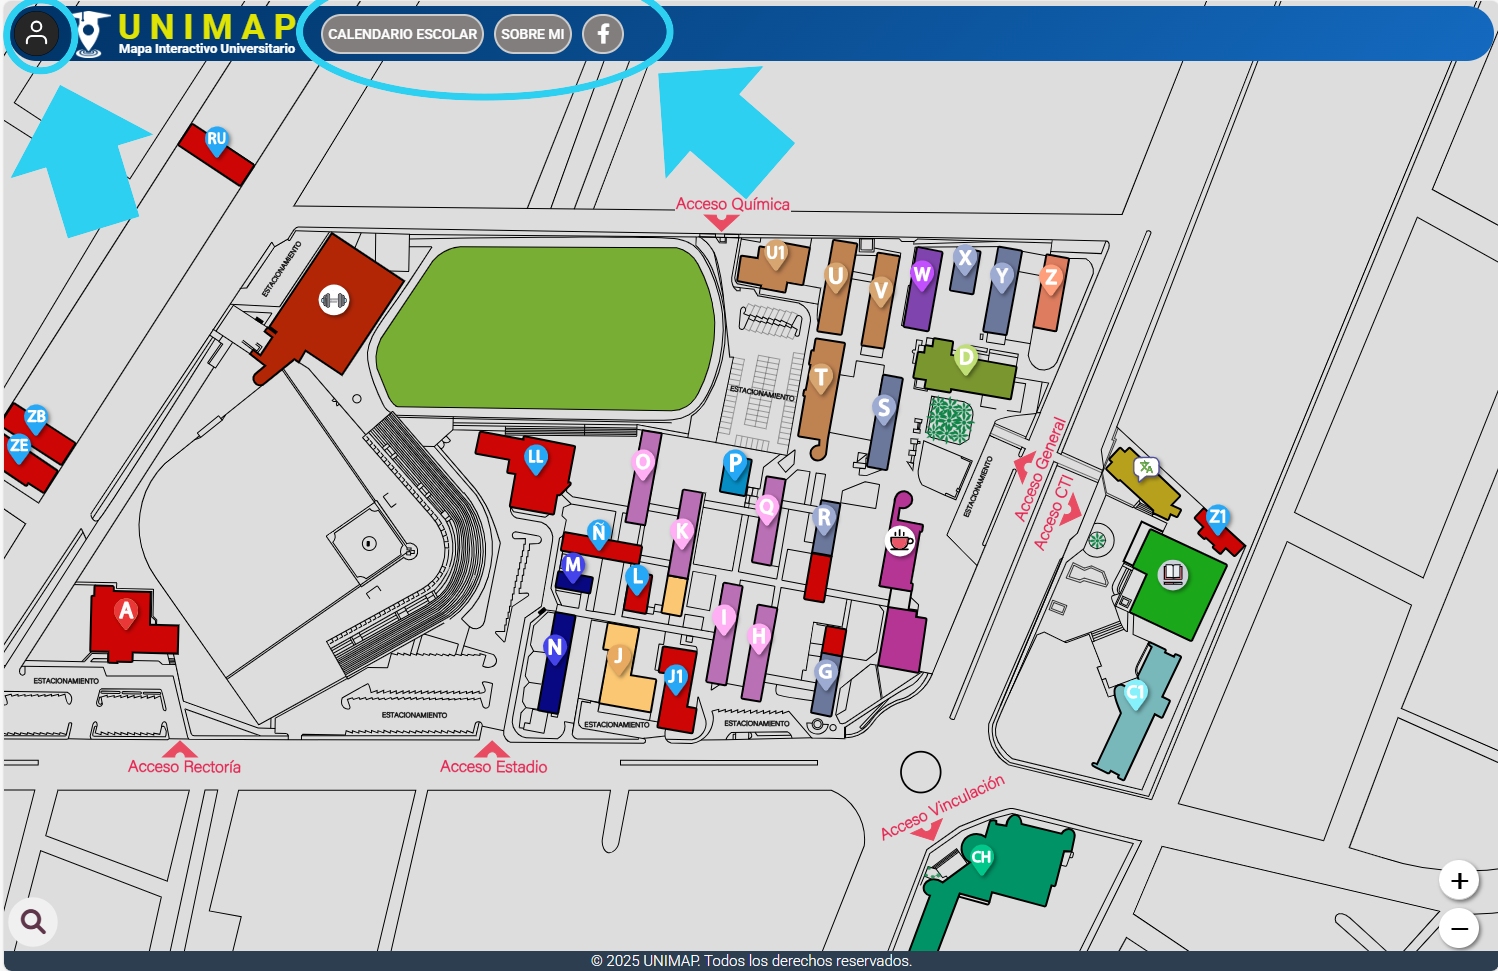 UNIMAP
Mapa Interactivo Universitario
CALENDARIO ESCOLAR
SOBRE MI
f
RU
Acceso Química
ESTACIONAMIENTO
U1
U
V
W
X
Y
Z
T
ESTACIONAMIENTO
S
D
ZB
ZE
LL
O
P
Q
K
R
ESTACIONAMIENTO
Acceso General
Acceso CTI
Z1
Ñ
M
L
A
I
H
N
J
J1
G
C1
ESTACIONAMIENTO
ESTACIONAMIENTO
ESTACIONAMIENTO
ESTACIONAMIENTO
Acceso Rectoría
Acceso Estadio
Acceso Vinculación
CH
+
−
© 2025 UNIMAP. Todos los derechos reservados.